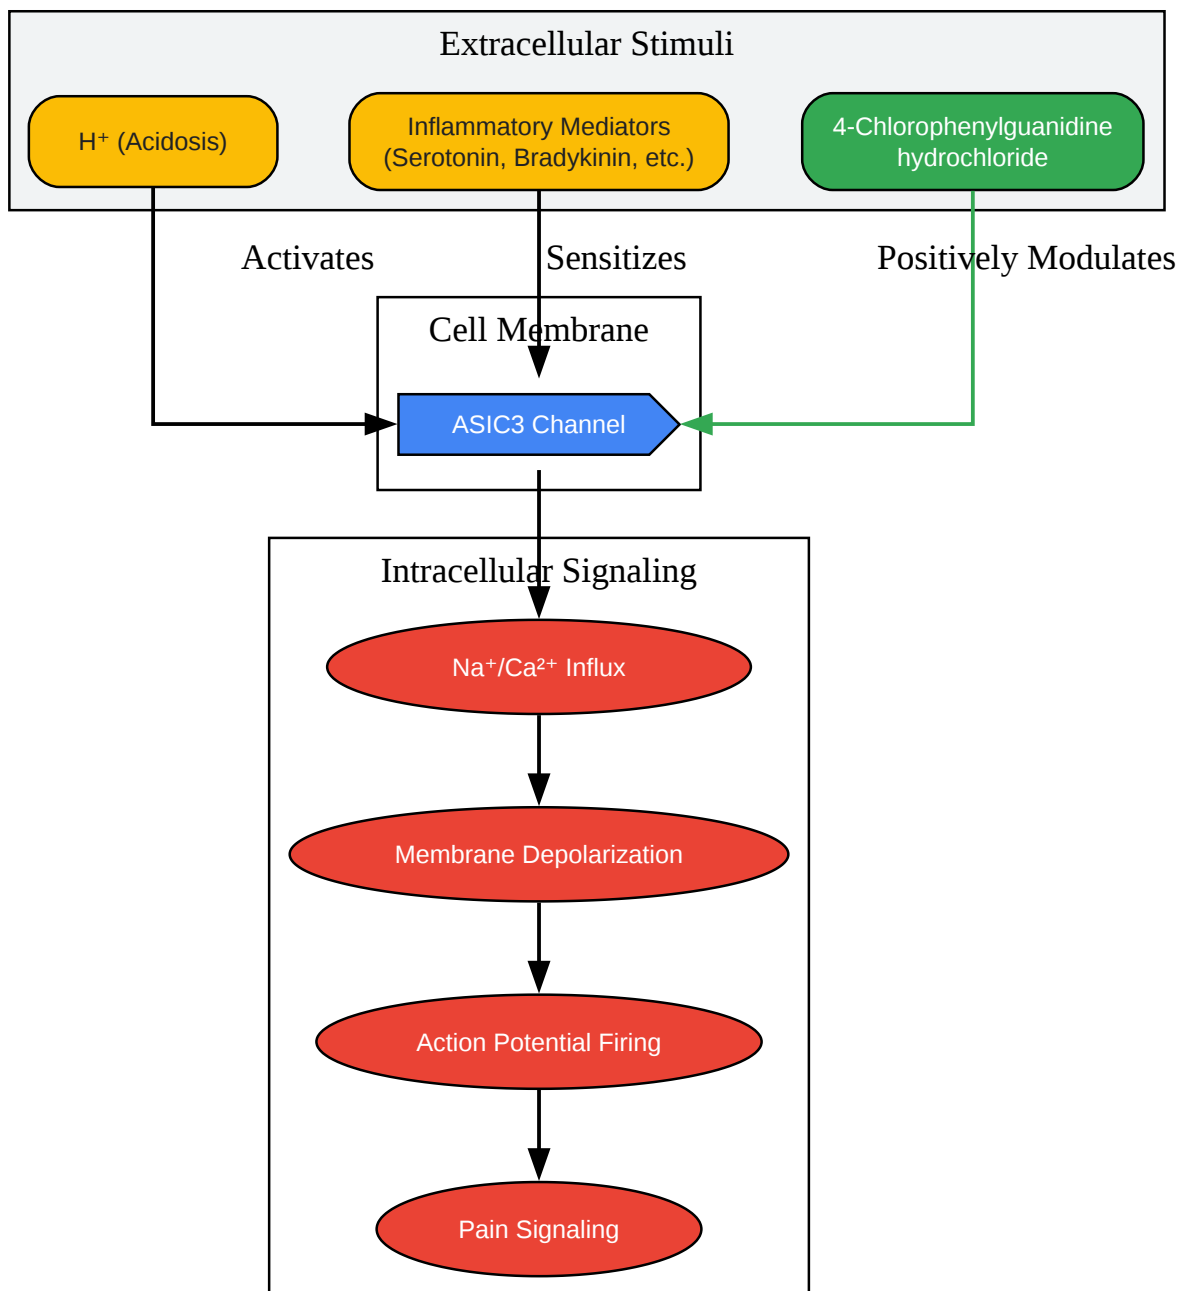 Extracellular Stimuli
H⁺ (Acidosis)
Inflammatory Mediators
(Serotonin, Bradykinin, etc.)
4-Chlorophenylguanidine
hydrochloride
Activates
Sensitizes
Positively Modulates
Cell Membrane
ASIC3 Channel
Intracellular Signaling
Na⁺/Ca²⁺ Influx
Membrane Depolarization
Action Potential Firing
Pain Signaling